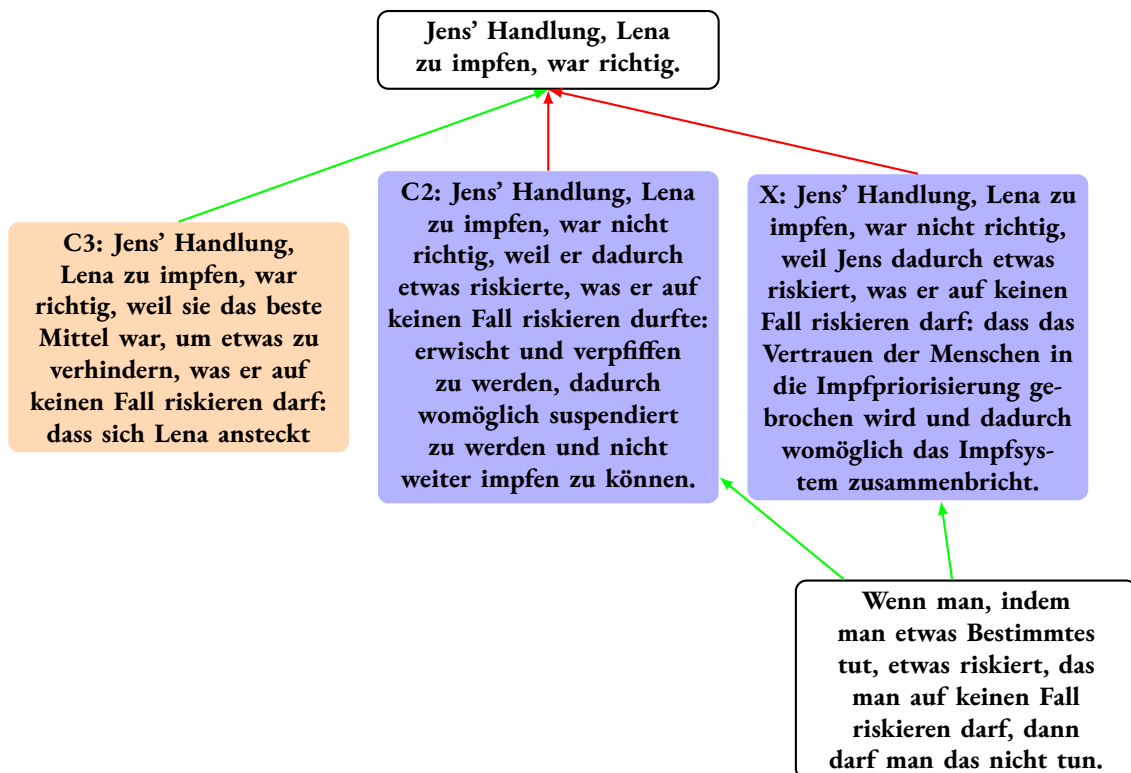 Jens’ Handlung, Lena
zu impfen, war richtig.
C3: Jens’ Handlung,
Lena zu impfen, war
richtig, weil sie das beste
Mittel war, um etwas zu
verhindern, was er auf
keinen Fall riskieren darf:
dass sich Lena ansteckt
C2: Jens’ Handlung, Lena
zu impfen, war nicht
richtig, weil er dadurch
etwas riskierte, was er auf
keinen Fall riskieren durfte:
erwischt und verpfiffen
zu werden, dadurch
womöglich suspendiert
zu werden und nicht
weiter impfen zu können.
X: Jens’ Handlung, Lena zu
impfen, war nicht richtig,
weil Jens dadurch etwas
riskiert, was er auf keinen
Fall riskieren darf: dass das
Vertrauen der Menschen in
die Impfpriorisierung ge-
brochen wird und dadurch
womöglich das Impfsys-
tem zusammenbricht.
Wenn man, indem
man etwas Bestimmtes
tut, etwas riskiert, das
man auf keinen Fall
riskieren darf, dann
darf man das nicht tun.